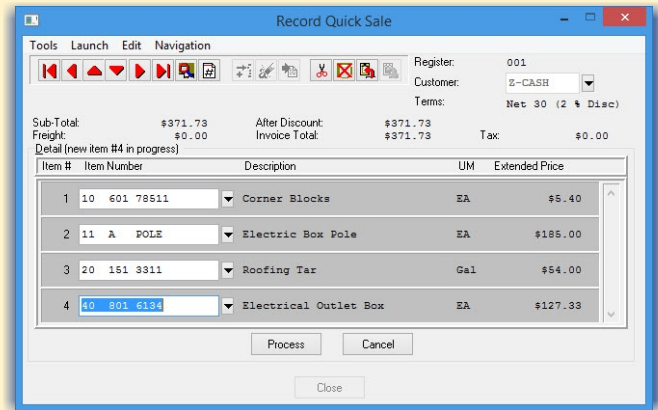 Record Quick Sale
Tools Launch Edit Navigation
Register: 001
Customer: Z-CASH
Terms: Net 30 (2 % Disc)
Sub-Total: $371.73 After Discount: $371.73
Freight: $0.00 Invoice Total: $371.73 Tax: $0.00
Detail (new item #4 in progress)
Item # Item Number Description UM Extended Price
1 10 601 78511 Corner Blocks EA $5.40
2 11 A POLE Electric Box Pole EA $185.00
3 20 151 3311 Roofing Tar Gal $54.00
4 40 801 6134 Electrical Outlet Box EA $127.33
Process Cancel
Close